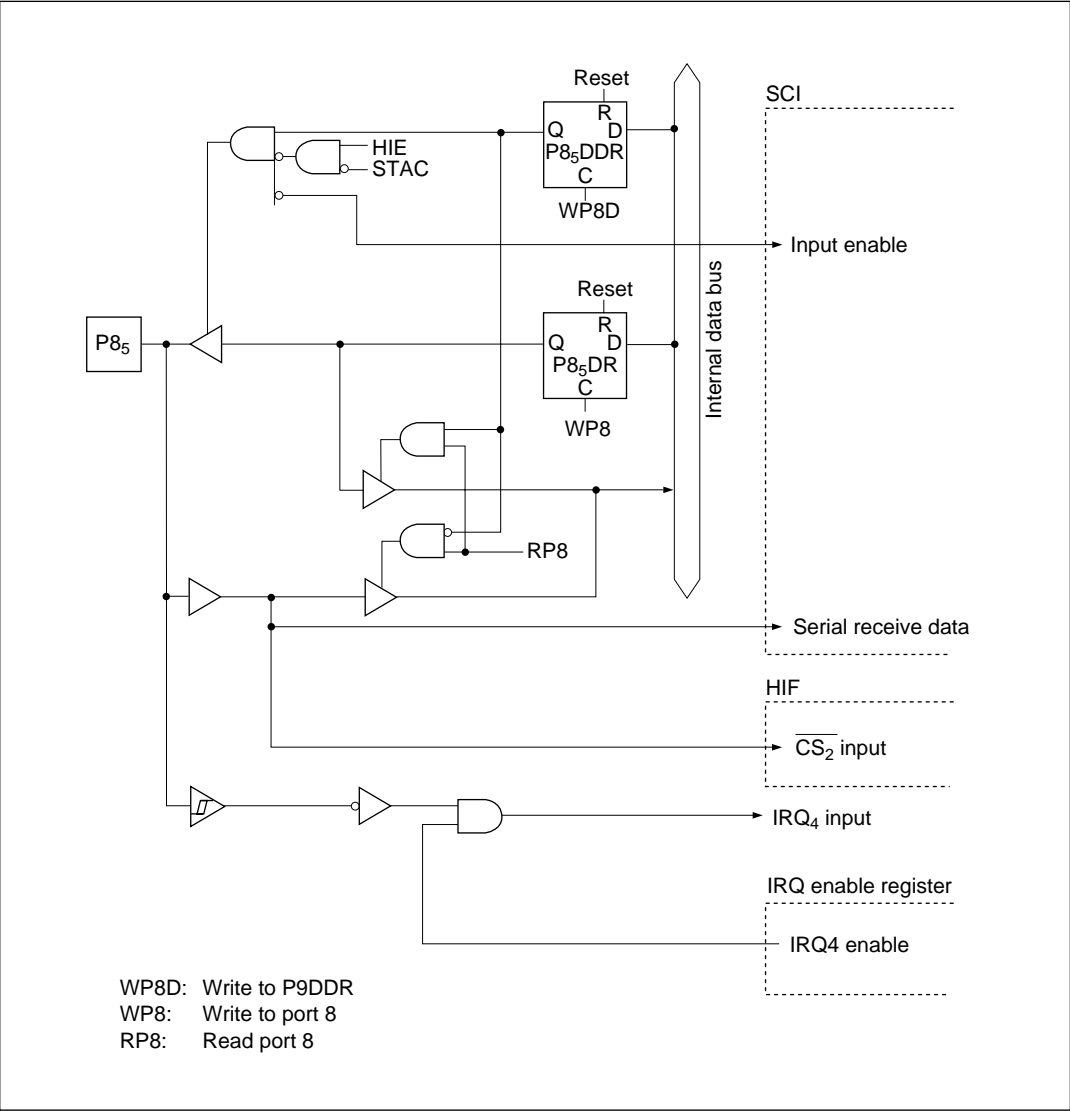 Reset
SCI
R
Q D
HIE
P8₅DDR
STAC
C
WP8D
Input enable
Internal data bus
Reset
R
P8₅
Q D
P8₅DR
C
WP8
RP8
Serial receive data
HIF
C̅S̅₂̅ input
IRQ₄ input
IRQ enable register
IRQ4 enable
WP8D: Write to P9DDR
WP8: Write to port 8
RP8: Read port 8